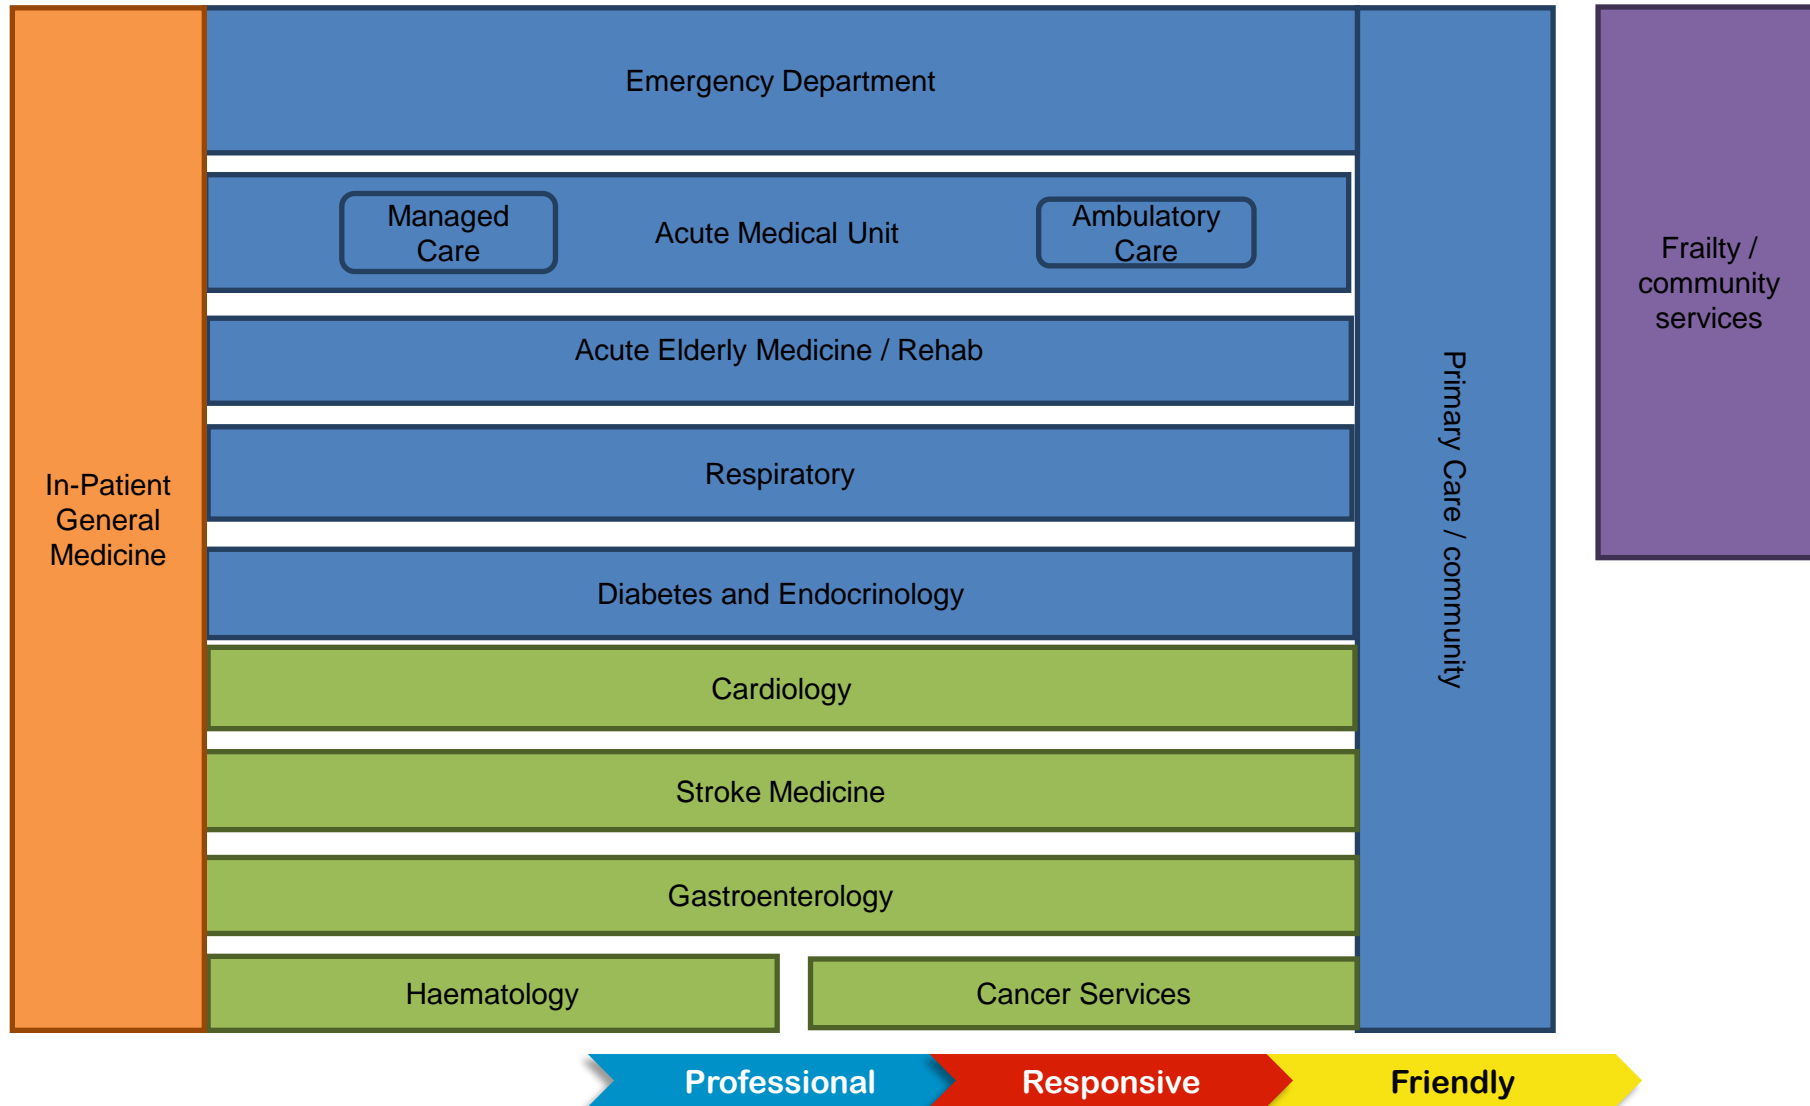 Emergency Department
Managed
Care
Acute Medical Unit
Ambulatory
Care
Acute Elderly Medicine / Rehab
Respiratory
Diabetes and Endocrinology
Cardiology
Stroke Medicine
Gastroenterology
Haematology
Cancer Services
In-Patient
General
Medicine
Primary Care / community
Frailty /
community
services
Professional
Responsive
Friendly